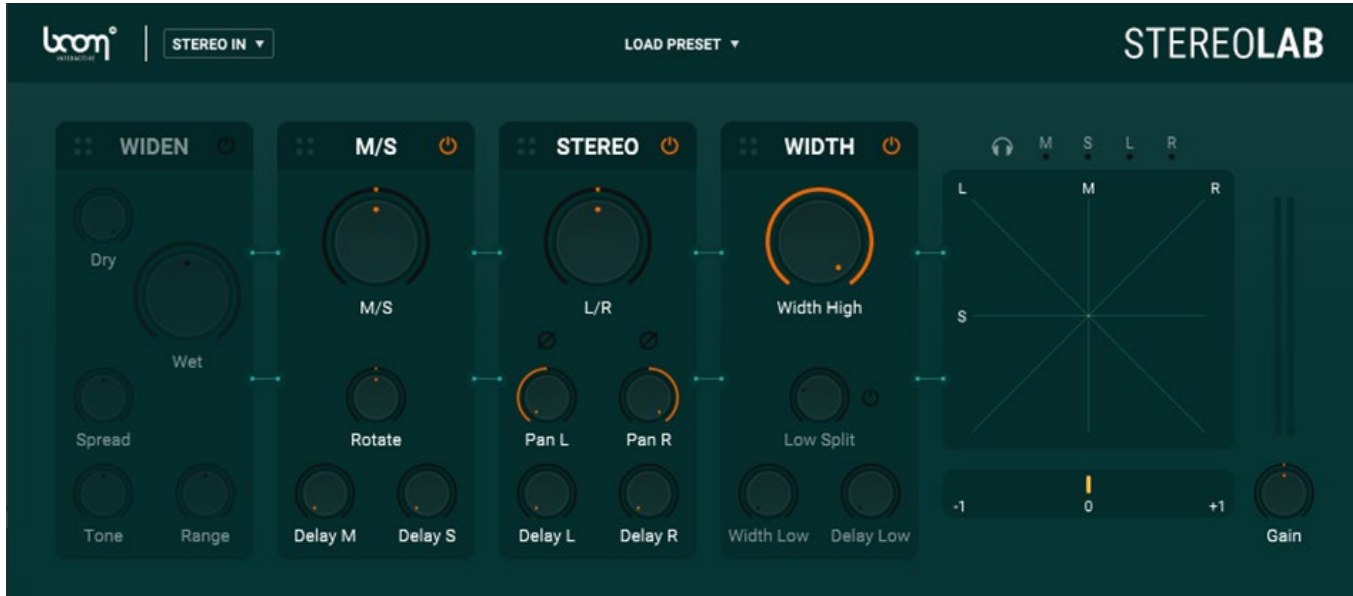 boom INTERACTIVE
STEREO IN
LOAD PRESET
STEREOLAB
WIDEN
M/S
STEREO
WIDTH
M S L R
Dry
Wet
Spread
Tone Range
M/S
Rotate
Delay M Delay S
L/R
Pan L Pan R
Delay L Delay R
Width High
Low Split
Width Low Delay Low
L M R
S
-1 0 +1
Gain